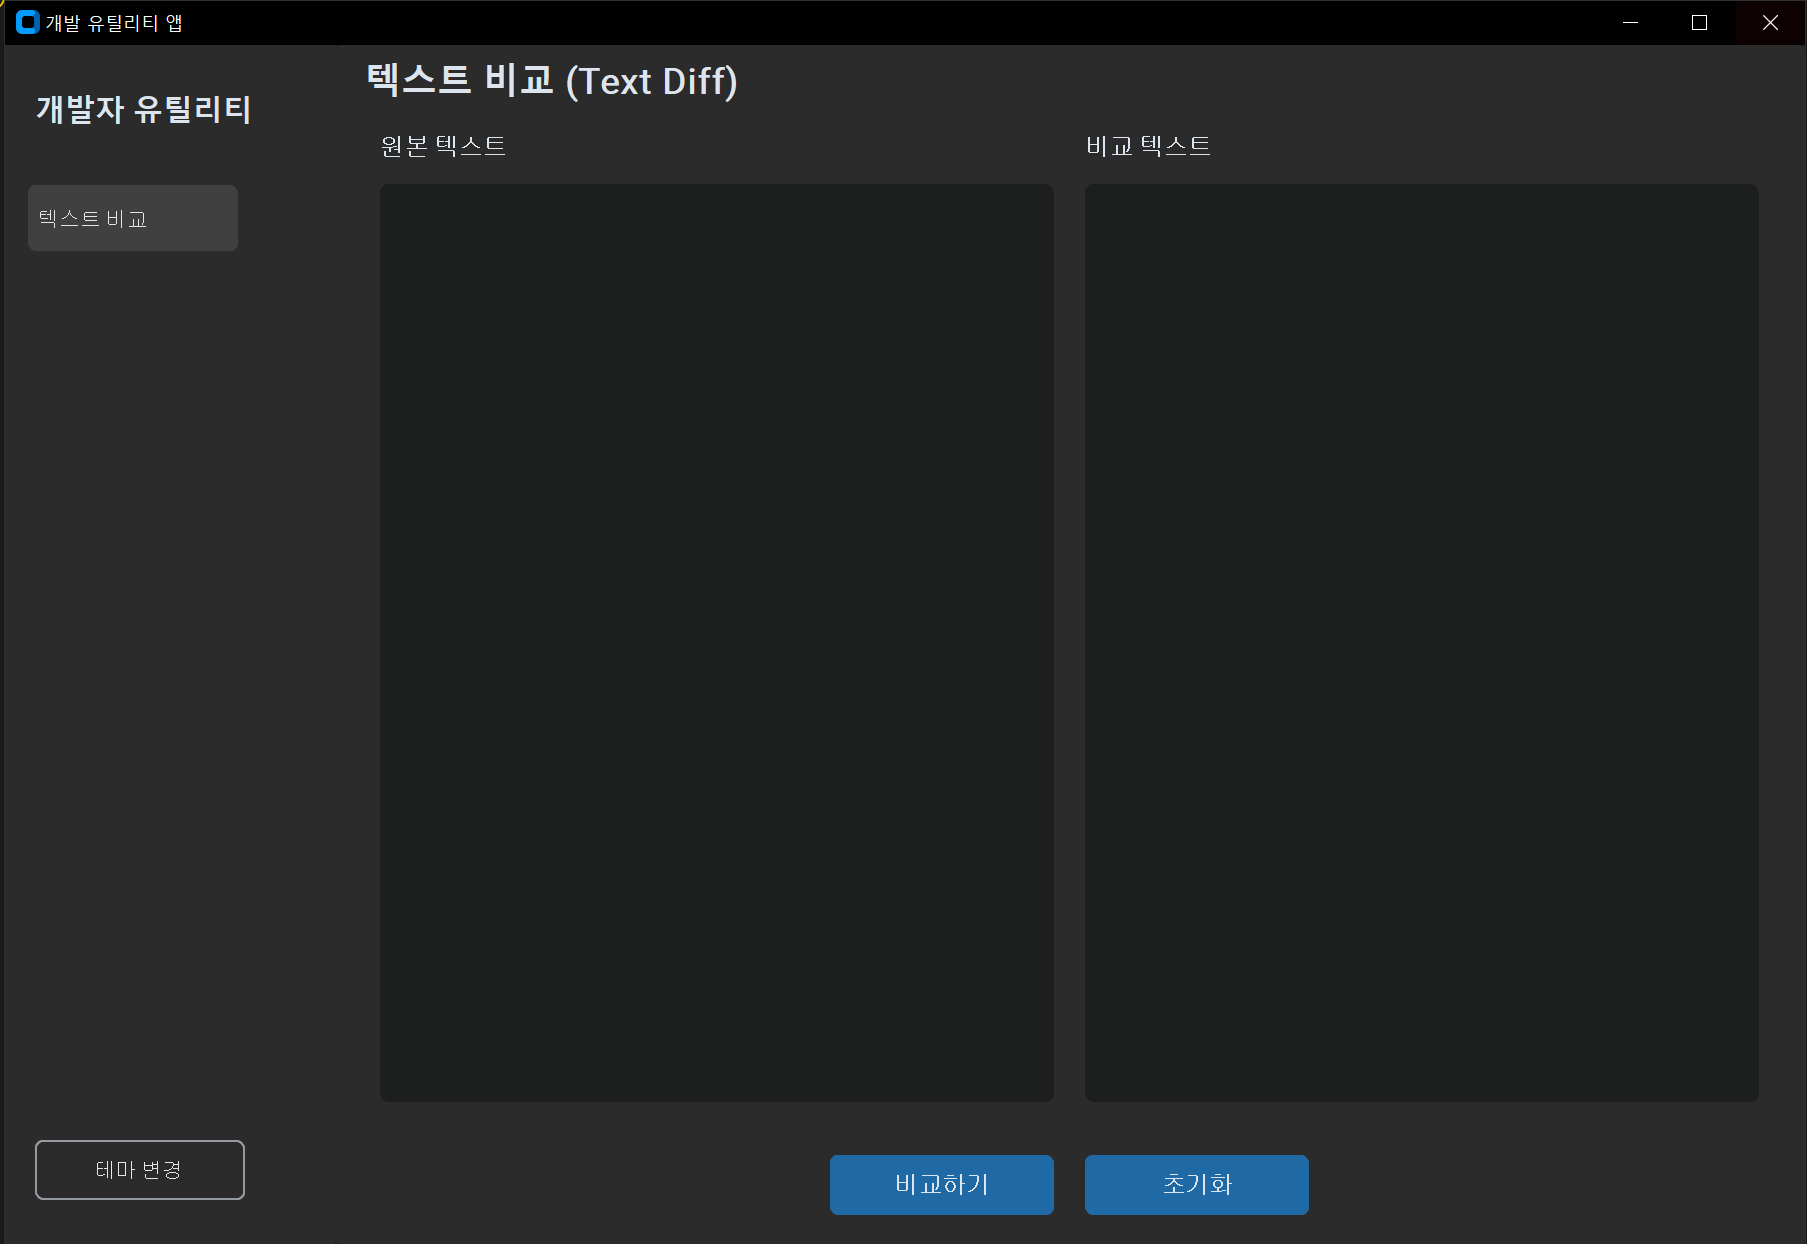 개발 유틸리티 앱
개발자 유틸리티
텍스트 비교
테마 변경
텍스트 비교 (Text Diff)
원본 텍스트
비교 텍스트
비교하기
초기화